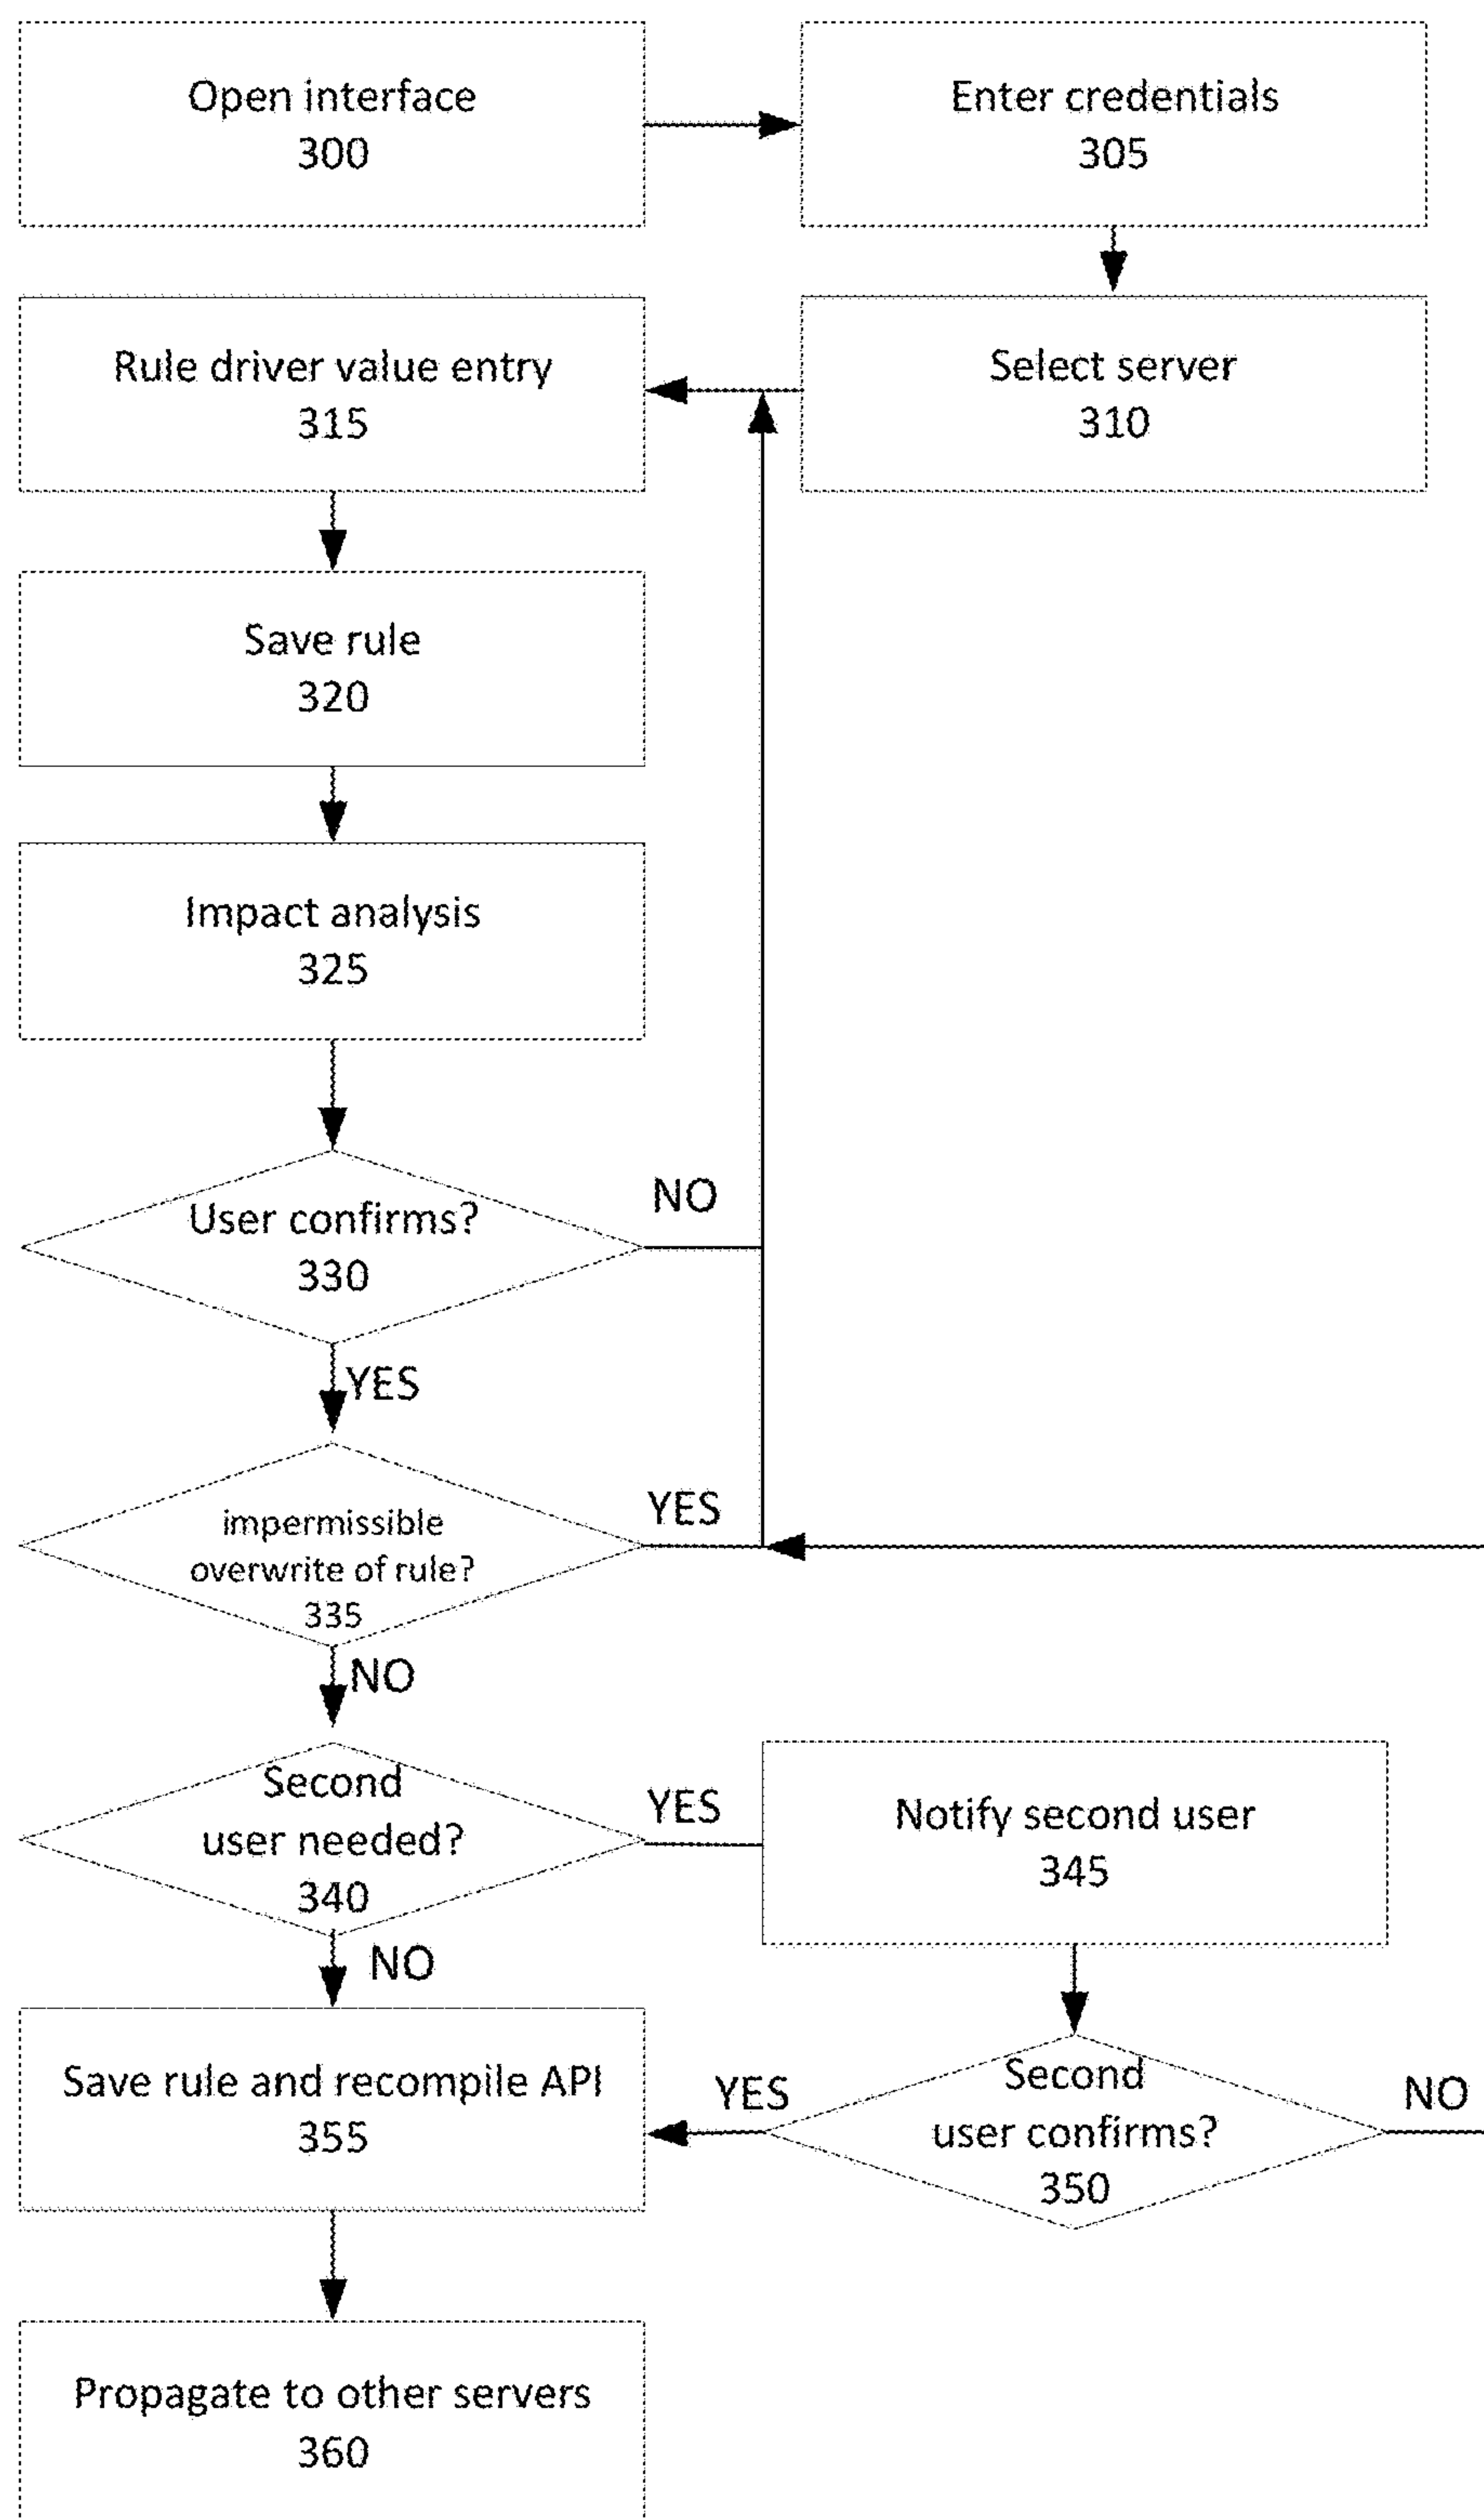 Open interface
300
Enter credentials
305
Rule driver value entry
315
Select server
310
Save rule
320
Impact analysis
325
User confirms?
330
NO
YES
impermissible
overwrite of rule?
335
YES
NO
Second
user needed?
340
YES
Notify second user
345
NO
Save rule and recompile API
355
YES
Second
user confirms?
350
NO
Propagate to other servers
360